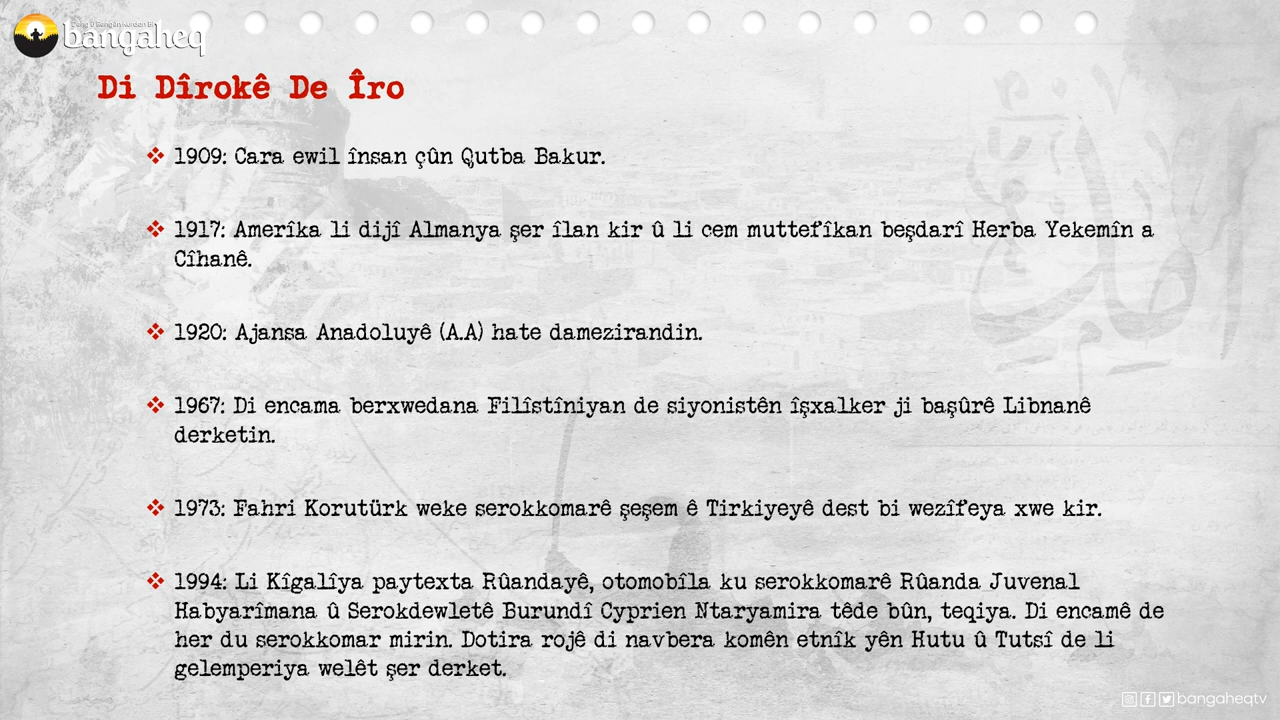 bangaheq
Di Dîrokê De Îro
1909: Cara ewil însan çûn Qutba Bakur.
1917: Amerîka li dijî Almanya şer îlan kir û li cem muttefîkan beşdarî Herba Yekemîn a
Cîhanê.
1920: Ajansa Anadoluyê (A.A) hate damezirandin.
1967: Di encama berxwedana Filîstîniyan de siyonistên îşxalker ji başûrê Libnanê
derketin.
1973: Fahri Korutürk weke serokkomarê şeşem ê Tirkiyeyê dest bi wezîfeya xwe kir.
1994: Li Kîgalîya paytexta Rûandayê, otomobîla ku serokkomarê Rûanda Juvenal
Habyarîmana û Serokdewletê Burundî Cyprien Ntaryamira têde bûn, teqiya. Di encamê de
her du serokkomar mirin. Dotira rojê di navbera komên etnîk yên Hutu û Tutsî de li
gelemperiya welêt şer derket.
bangaheqtv